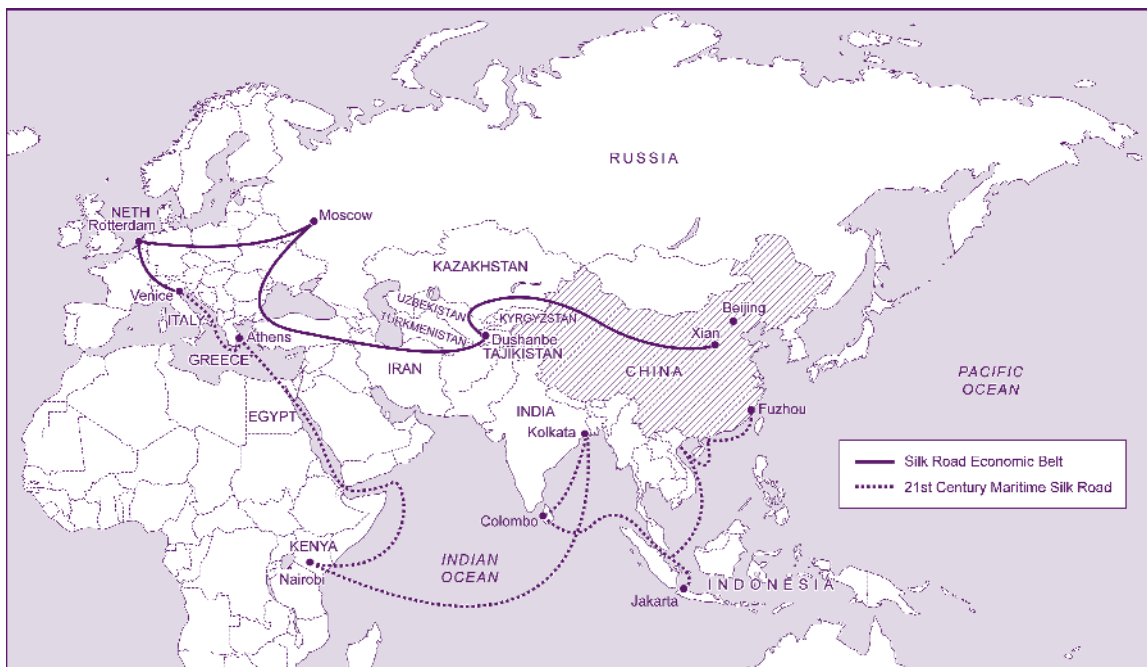 RUSSIA
NETH
Rotterdam
Moscow
KAZAKHSTAN
Venice
UZBEKISTAN
ITALY
KYRGYZSTAN
TURKMENISTAN
Beijing
Athens
Dushanbe
Xian
GREECE
TAJIKISTAN
IRAN
CHINA
PACIFIC
OCEAN
EGYPT
INDIA
Fuzhou
Kolkata
Silk Road Economic Belt
21st Century Maritime Silk Road
Colombo
KENYA
INDIAN
OCEAN
Nairobi
INDONESIA
Jakarta